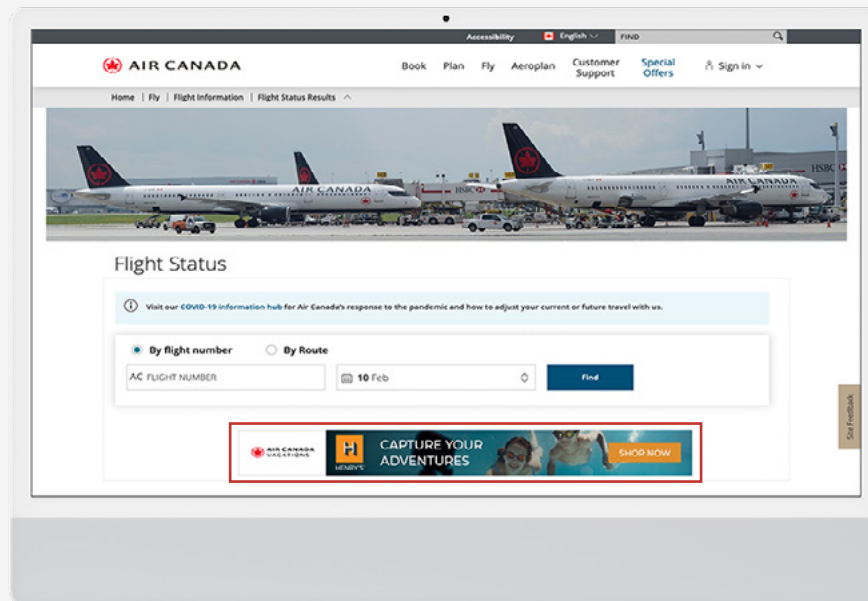 Accessibility English FIND
AIR CANADA Book Plan Fly Aeroplan Customer Support Special Offers Sign in
Home | Fly | Flight Information | Flight Status Results
AIR CANADA
HSBC
AIR CANADA
HSBC
Flight Status
Visit our COVID-19 information hub for Air Canada's response to the pandemic and how to adjust your current or future travel with us.
By flight number By Route
AC FLIGHT NUMBER 10 Feb Find
Site Feedback
AIR CANADA VACATIONS
H
HENRY'S
CAPTURE YOUR
ADVENTURES
SHOP NOW